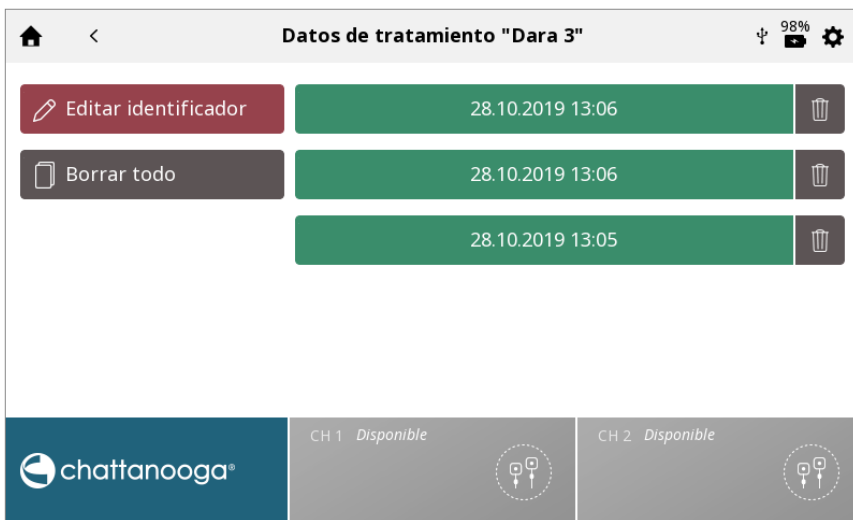 Datos de tratamiento "Dara 3"
98%
Editar identificador
28.10.2019 13:06
Borrar todo
28.10.2019 13:06
28.10.2019 13:05
CH 1 Disponible
CH 2 Disponible
chattanooga®